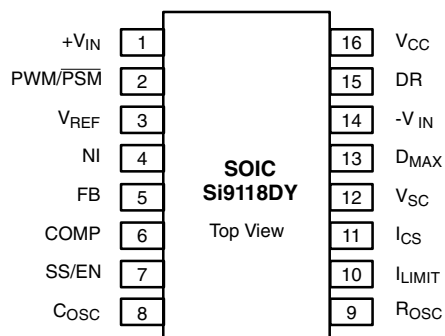 +VIN 1 16 VCC
PWM/PSM 2 15 DR
VREF 3 14 -V IN
NI 4 13 DMAX
SOIC
Si9118DY
FB 5 12 VSC
Top View
COMP 6 11 ICS
SS/EN 7 10 ILIMIT
COSC 8 9 ROSC